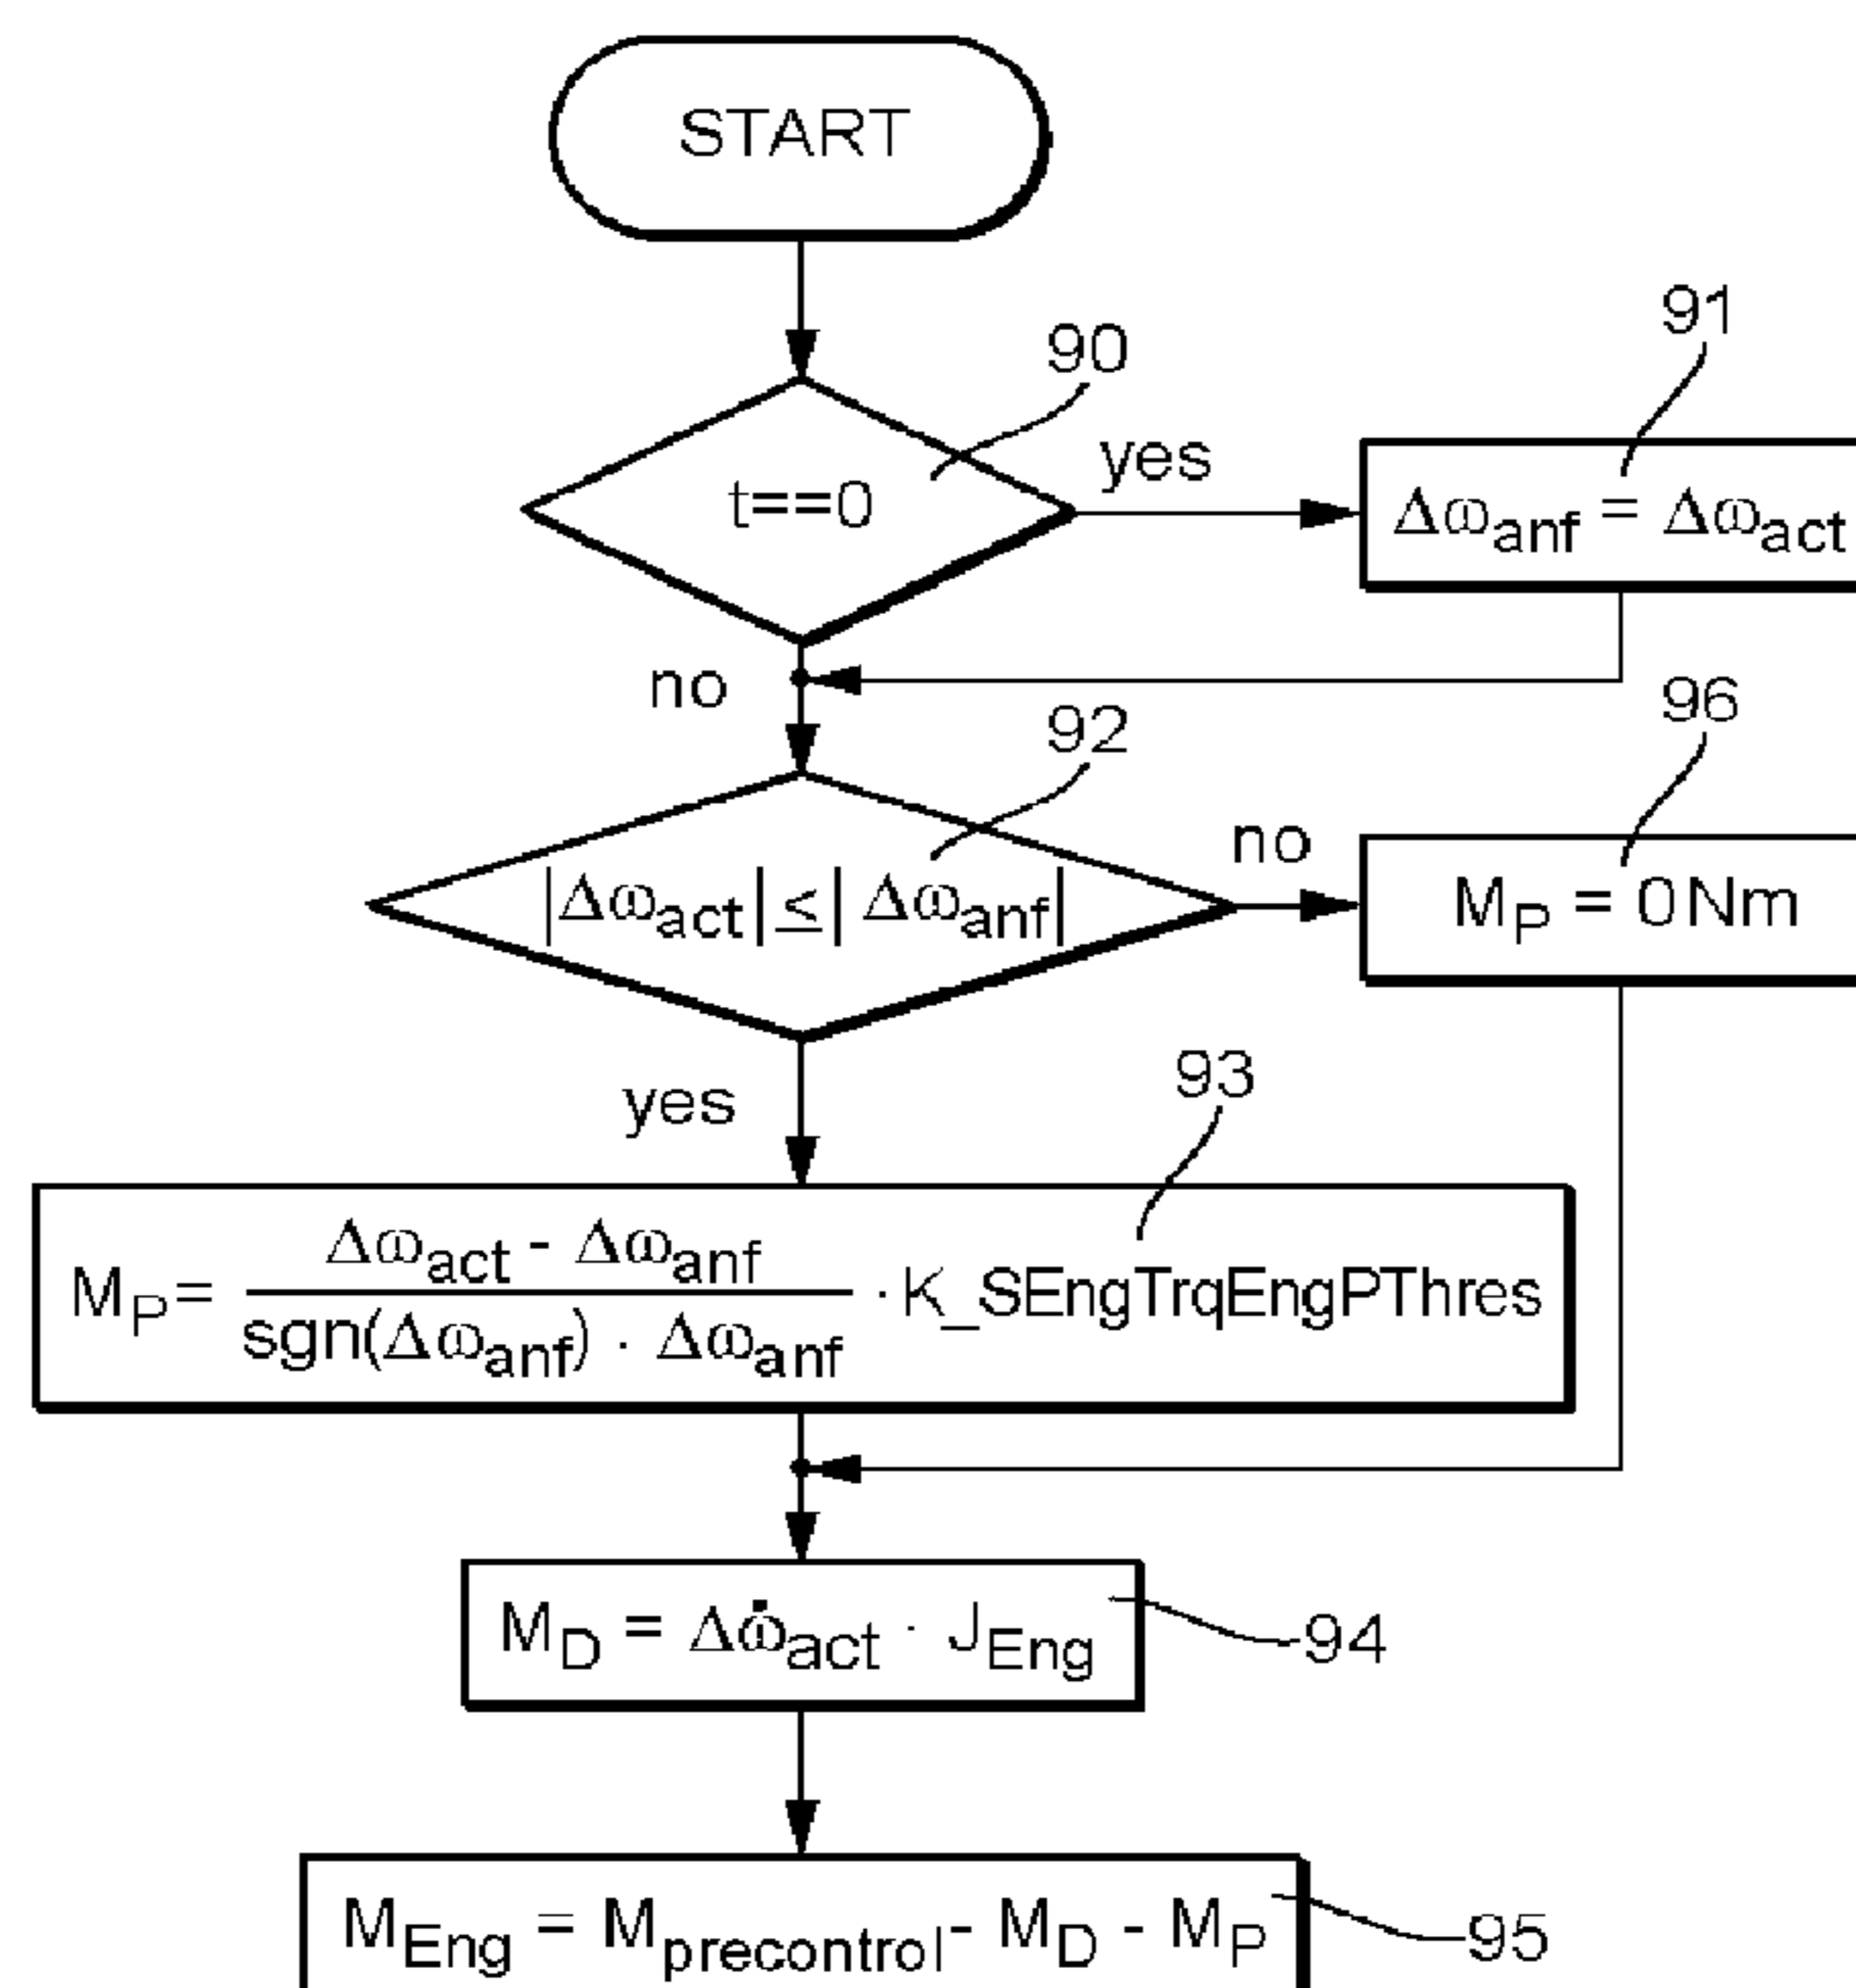 START
90
91
t==0
yes
Δω_anf = Δω_act
no
92
96
|Δω_act| ≤ | Δω_anf|
no
M_P = 0Nm
yes
93
M_P = (Δω_act - Δω_anf) / (sgn(Δω_anf) · Δω_anf) · K_SEngTrqEngPThres
M_D = Δω̇_act · J_Eng
94
M_Eng = M_precontrol - M_D - M_P
95